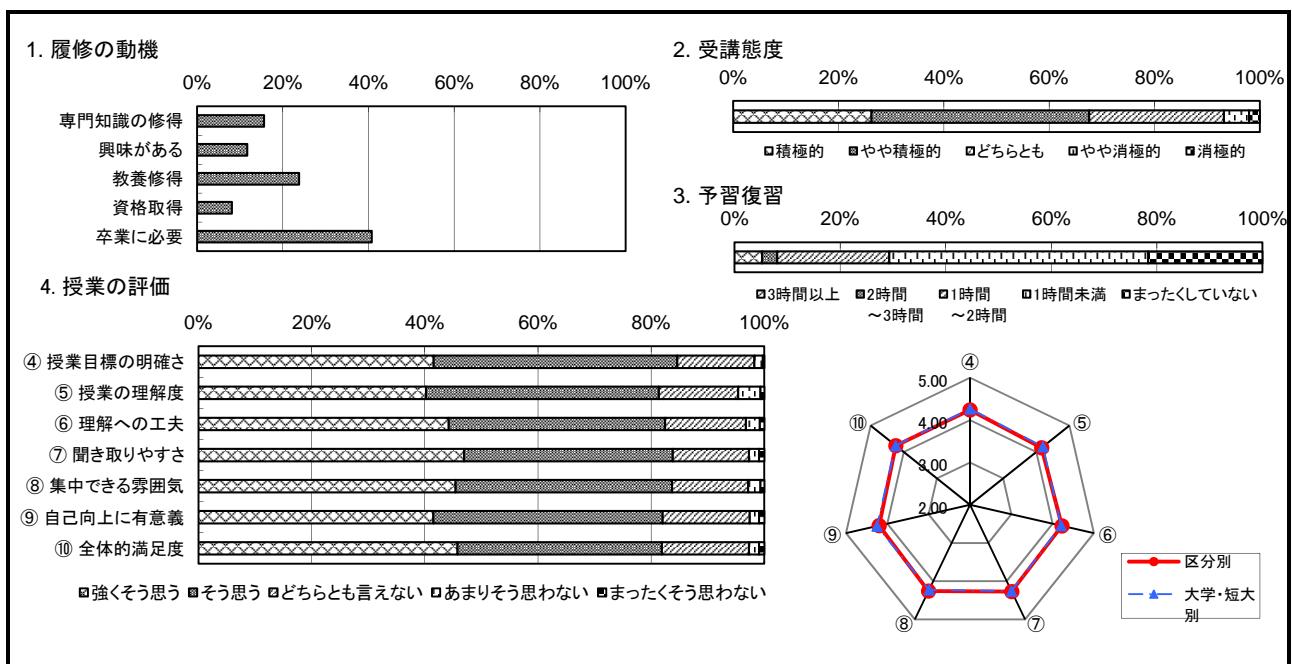 1. 履修の動機
0% 20% 40% 60% 80% 100%
専門知識の修得
興味がある
教養修得
資格取得
卒業に必要
2. 受講態度
0% 20% 40% 60% 80% 100%
積極的 やや積極的 どちらとも やや消極的 消極的
3. 予習復習
0% 20% 40% 60% 80% 100%
3時間以上 2時間 1時間 1時間未満 まったくしていない
～3時間 ～2時間
4. 授業の評価
0% 20% 40% 60% 80% 100%
④ 授業目標の明確さ
⑤ 授業の理解度
⑥ 理解への工夫
⑦ 聞き取りやすさ
⑧ 集中できる雰囲気
⑨ 自己向上に有意義
⑩ 全体的満足度
強くそう思う そう思う どちらとも言えない あまりそう思わない まったくそう思わない
④
5.00
⑩ 4.00 ⑤
3.00
2.00
⑨ ⑥
⑧ ⑦
区分別
大学・短大
別